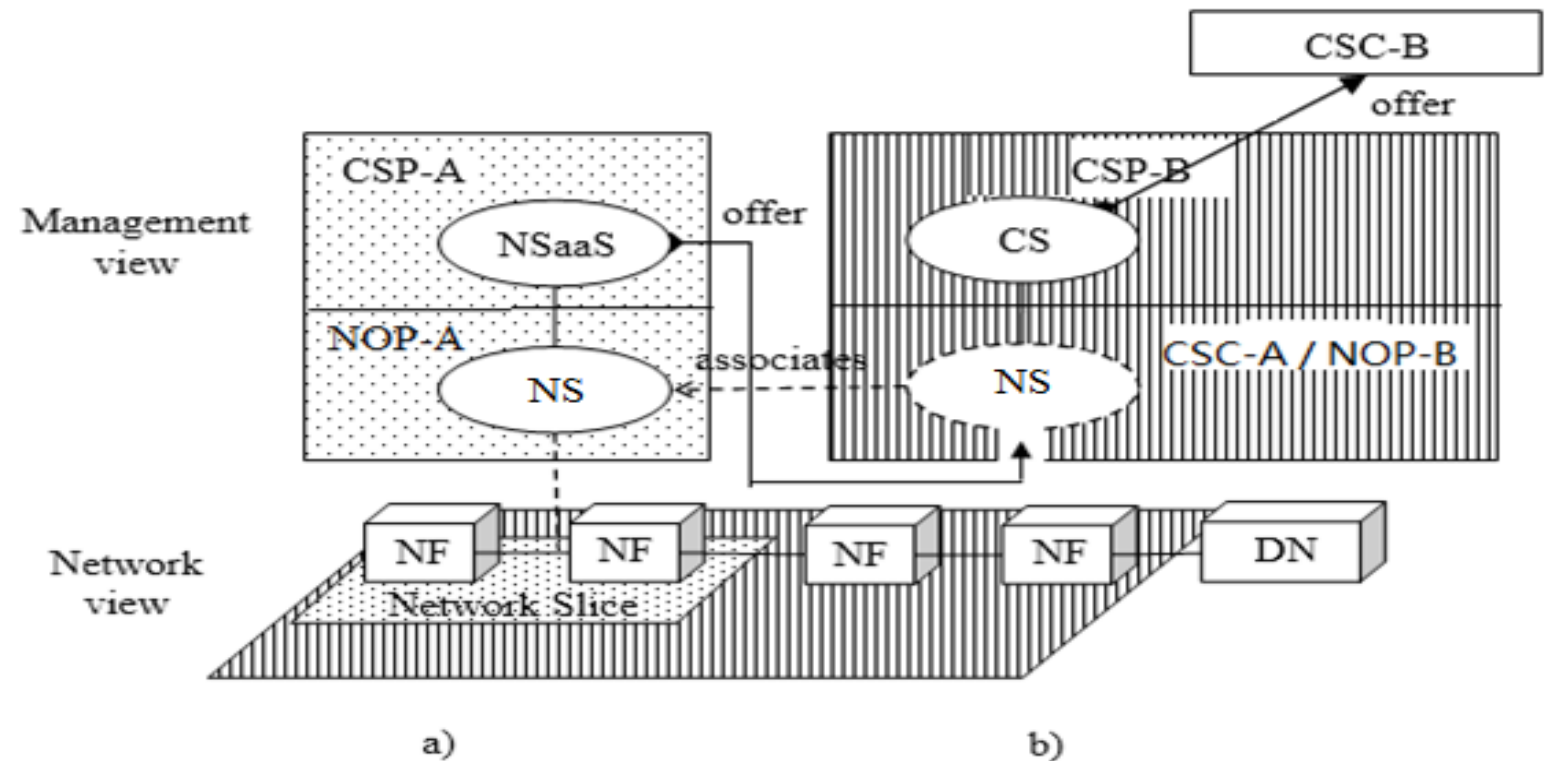 CSC-B
offer
CSP-A
CSP-B
Management
view
offer
NSaaS
CS
NOP-A
associates
CSC-A / NOP-B
NS
NS
Network
view
NF
NF
NF
NF
DN
Network Slice
a)
b)